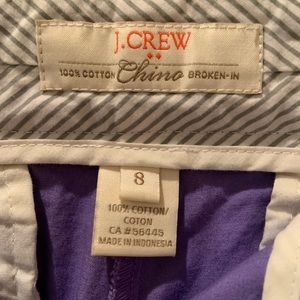 J.CREW
100% COTTON Chino BROKEN-IN
8
100% COTTON/
COTON
CA # 56445
MADE IN INDONESIA